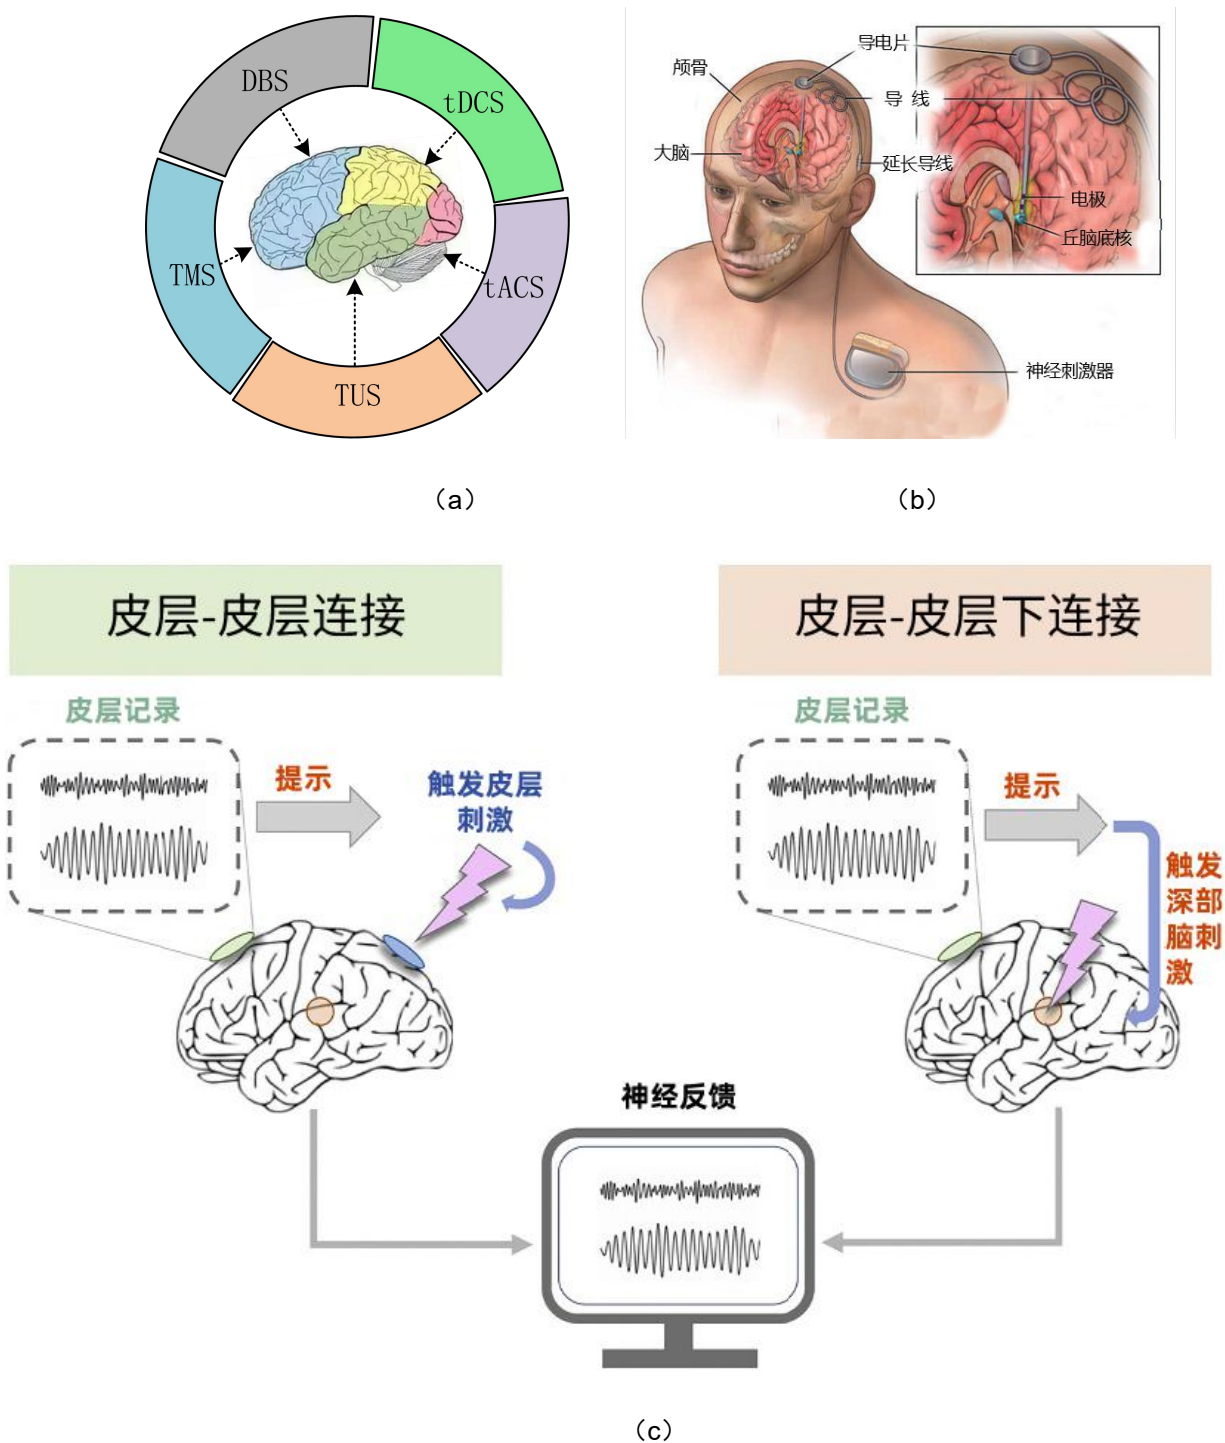 DBS
tDCS
TMS
tACS
TUS
(a)
导电片
颅骨
导 线
大脑
延长导线
电极
丘脑底核
神经刺激器
(b)
皮层-皮层连接
皮层记录
提示
触发皮层
刺激
皮层-皮层下连接
皮层记录
提示
触发
深部
脑刺
激
神经反馈
(c)